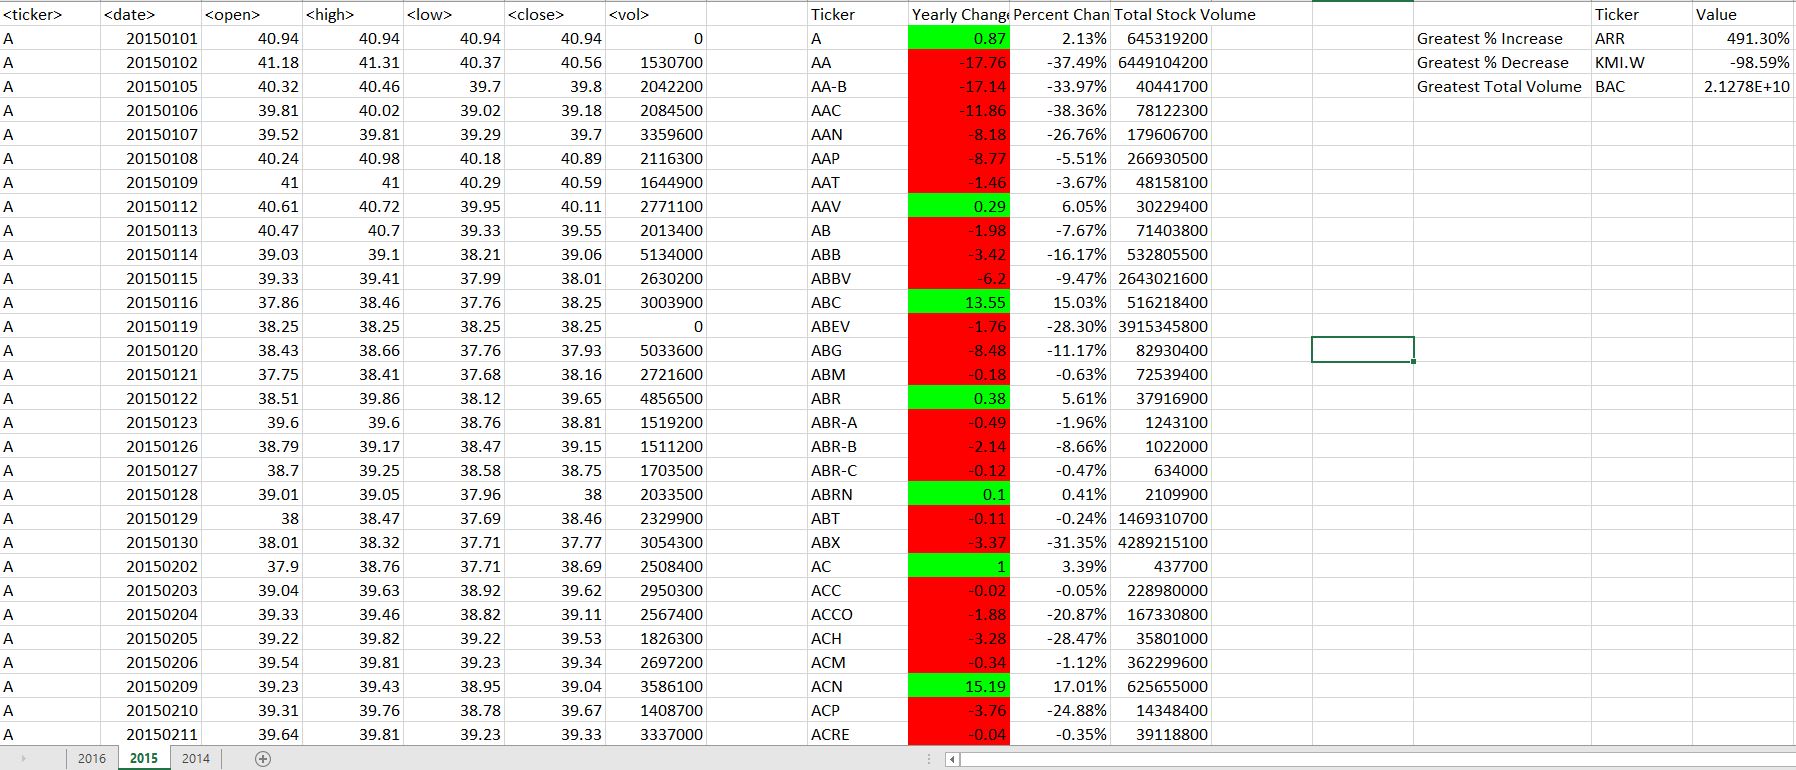 <ticker> <date> <open> <high> <low> <close> <vol> Ticker Yearly Chang Percent Chan Total Stock Volume Ticker Value
A 20150101 40.94 40.94 40.94 40.94 0 A 0.87 2.13% 645319200 Greatest % Increase ARR 491.30%
A 20150102 41.18 41.31 40.37 40.56 1530700 AA -17.76 -37.49% 6449104200 Greatest % Decrease KMI.W -98.59%
A 20150105 40.32 40.46 39.7 39.8 2042200 AA-B -17.14 -33.97% 40441700 Greatest Total Volume BAC 2.1278E+10
A 20150106 39.81 40.02 39.02 39.18 2084500 AAC -11.86 -38.36% 78122300
A 20150107 39.52 39.81 39.29 39.7 3359600 AAN -8.18 -26.76% 179606700
A 20150108 40.24 40.98 40.18 40.89 2116300 AAP -8.77 -5.51% 266930500
A 20150109 41 41 40.29 40.59 1644900 AAT -1.46 -3.67% 48158100
A 20150112 40.61 40.72 39.95 40.11 2771100 AAV 0.29 6.05% 30229400
A 20150113 40.47 40.7 39.33 39.55 2013400 AB -1.98 -7.67% 71403800
A 20150114 39.03 39.1 38.21 39.06 5134000 ABB -3.42 -16.17% 532805500
A 20150115 39.33 39.41 37.99 38.01 2630200 ABBV -6.2 -9.47% 2643021600
A 20150116 37.86 38.46 37.76 38.25 3003900 ABC 13.55 15.03% 516218400
A 20150119 38.25 38.25 38.25 38.25 0 ABEV -1.76 -28.30% 3915345800
A 20150120 38.43 38.66 37.76 37.93 5033600 ABG -8.48 -11.17% 82930400
A 20150121 37.75 38.41 37.68 38.16 2721600 ABM -0.18 -0.63% 72539400
A 20150122 38.51 39.86 38.12 39.65 4856500 ABR 0.38 5.61% 37916900
A 20150123 39.6 39.6 38.76 38.81 1519200 ABR-A -0.49 -1.96% 1243100
A 20150126 38.79 39.17 38.47 39.15 1511200 ABR-B -2.14 -8.66% 1022000
A 20150127 38.7 39.25 38.58 38.75 1703500 ABR-C -0.12 -0.47% 634000
A 20150128 39.01 39.05 37.96 38 2033500 ABRN 0.1 0.41% 2109900
A 20150129 38 38.47 37.69 38.46 2329900 ABT -0.11 -0.24% 1469310700
A 20150130 38.01 38.32 37.71 37.77 3054300 ABX -3.37 -31.35% 4289215100
A 20150202 37.9 38.76 37.71 38.69 2508400 AC 1 3.39% 437700
A 20150203 39.04 39.63 38.92 39.62 2950300 ACC -0.02 -0.05% 228980000
A 20150204 39.33 39.46 38.82 39.11 2567400 ACCO -1.88 -20.87% 167330800
A 20150205 39.22 39.82 39.22 39.53 1826300 ACH -3.28 -28.47% 35801000
A 20150206 39.54 39.81 39.23 39.34 2697200 ACM -0.34 -1.12% 362299600
A 20150209 39.23 39.43 38.95 39.04 3586100 ACN 15.19 17.01% 625655000
A 20150210 39.31 39.76 38.78 39.67 1408700 ACP -3.76 -24.88% 14348400
A 20150211 39.64 39.81 39.23 39.33 3337000 ACRE -0.04 -0.35% 39118800
2016 2015 2014